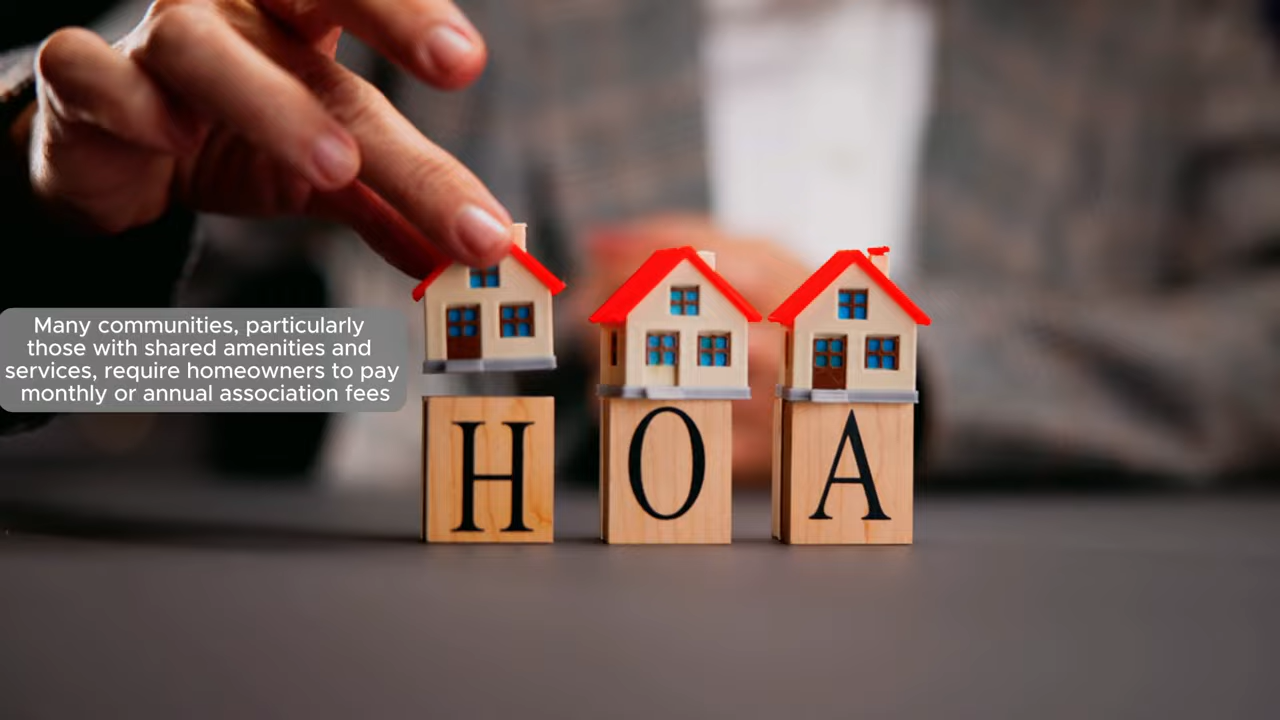 Many communities, particularly
those with shared amenities and
services, require homeowners to pay
monthly or annual association fees
H O A